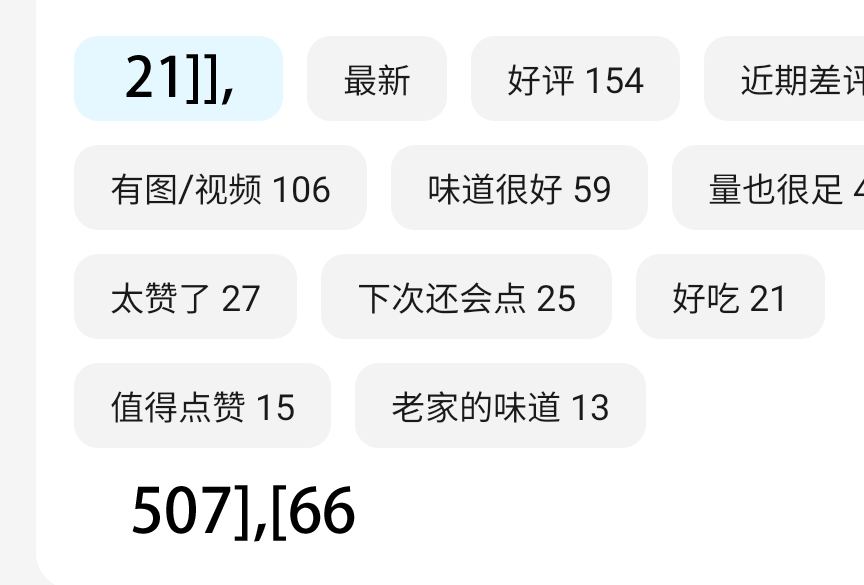 21]], 最新 好评 154 近期差评
有图/视频 106 味道很好 59 量也很足 4
太赞了 27 下次还会点 25 好吃 21
值得点赞 15 老家的味道 13
507],[66